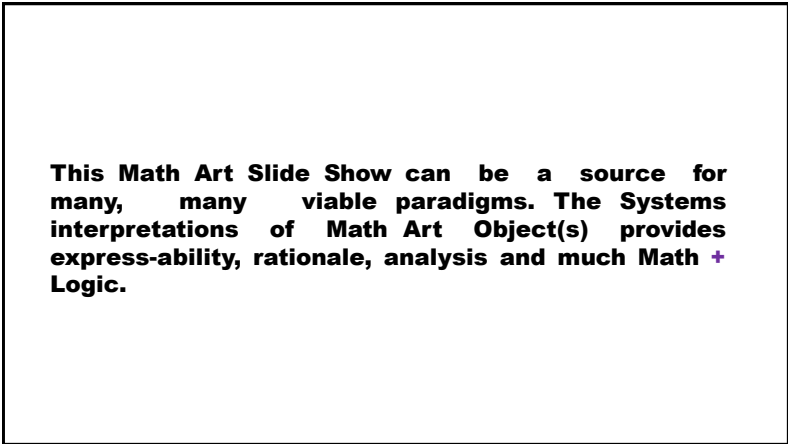 This Math Art Slide Show can be a source for
many, many viable paradigms. The Systems
interpretations of Math Art Object(s) provides
express-ability, rationale, analysis and much Math +
Logic.